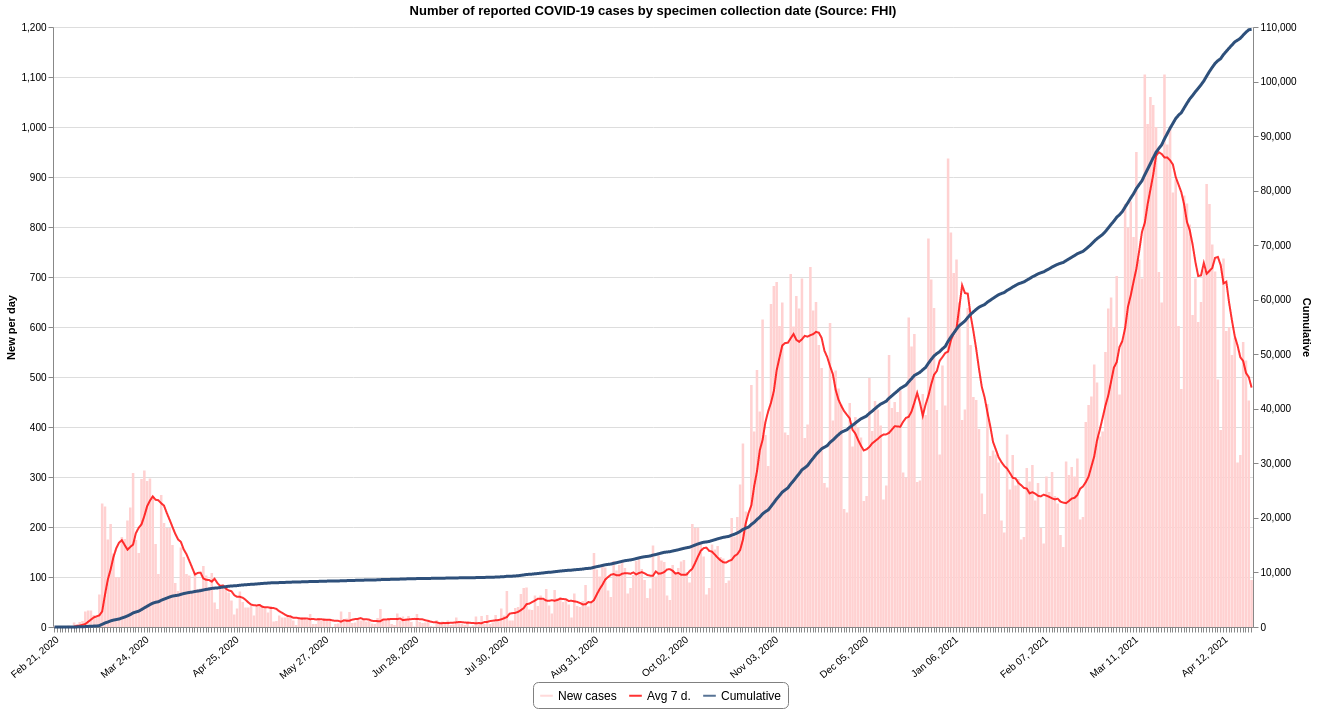 Number of reported COVID-19 cases by specimen collection date (Source: FHI)
1,200
1,100
1,000
900
800
700
600
500
400
300
200
100
0
New per day
110,000
100,000
90,000
80,000
70,000
60,000
50,000
40,000
30,000
20,000
10,000
0
Cumulative
Feb 21, 2020
Mar 24, 2020
Apr 25, 2020
May 27, 2020
Jun 28, 2020
Jul 30, 2020
Aug 31, 2020
Oct 02, 2020
Nov 03, 2020
Dec 05, 2020
Jan 06, 2021
Feb 07, 2021
Mar 11, 2021
Apr 12, 2021
New cases Avg 7 d. Cumulative